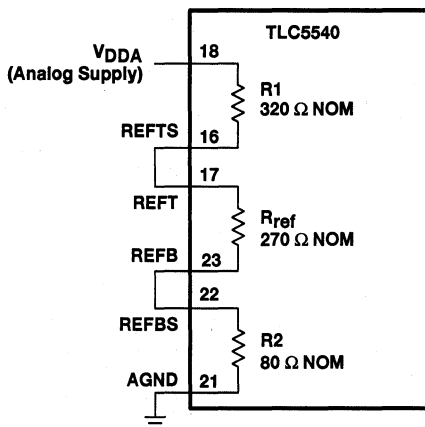 TLC5540
VDDA
(Analog Supply)
18
R1
320 Ω NOM
REFTS
16
17
REFT
Rref
270 Ω NOM
REFB
23
22
REFBS
R2
80 Ω NOM
AGND
21